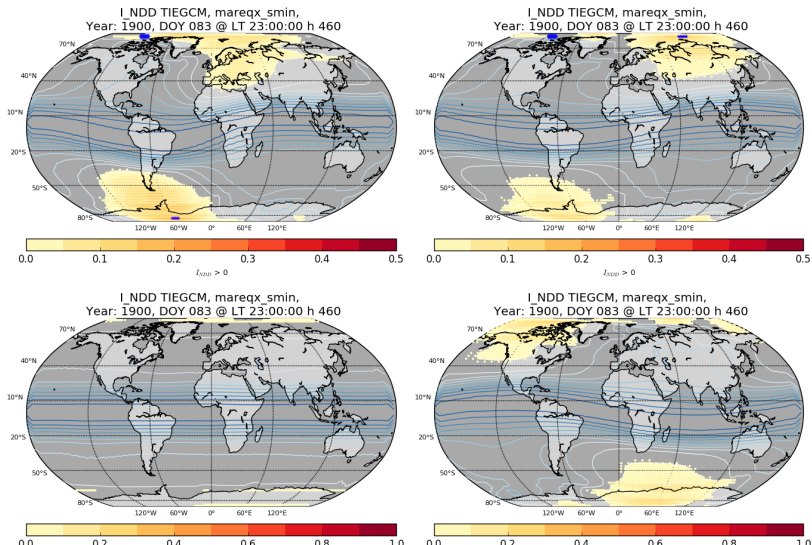 I_NDD TIEGCM, mareqx_smin,
Year: 1900, DOY 083 @ LT 23:00:00 h 460
70°N
40°N
10°N
20°S
50°S
80°S
120°W 60°W 0° 60°E 120°E
0.0 0.1 0.2 0.3 0.4 0.5
I_NDD > 0
I_NDD TIEGCM, mareqx_smin,
Year: 1900, DOY 083 @ LT 23:00:00 h 460
70°N
40°N
10°N
20°S
50°S
80°S
120°W 60°W 0° 60°E 120°E
0.0 0.1 0.2 0.3 0.4 0.5
I_NDD > 0
I_NDD TIEGCM, mareqx_smin,
Year: 1900, DOY 083 @ LT 23:00:00 h 460
70°N
40°N
10°N
20°S
50°S
80°S
120°W 60°W 0° 60°E 120°E
0.0 0.2 0.4 0.6 0.8 1.0
I_NDD TIEGCM, mareqx_smin,
Year: 1900, DOY 083 @ LT 23:00:00 h 460
70°N
40°N
10°N
20°S
50°S
80°S
120°W 60°W 0° 60°E 120°E
0.0 0.2 0.4 0.6 0.8 1.0